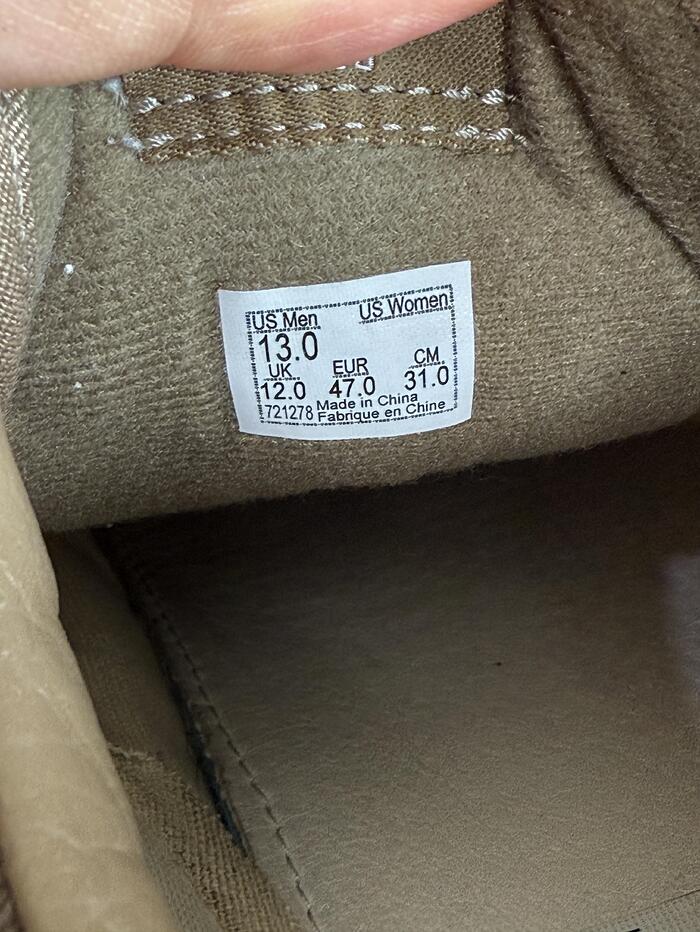 US Men US Women
13.0
UK EUR CM
12.0 47.0 31.0
721278 Made in China
Fabrique en Chine